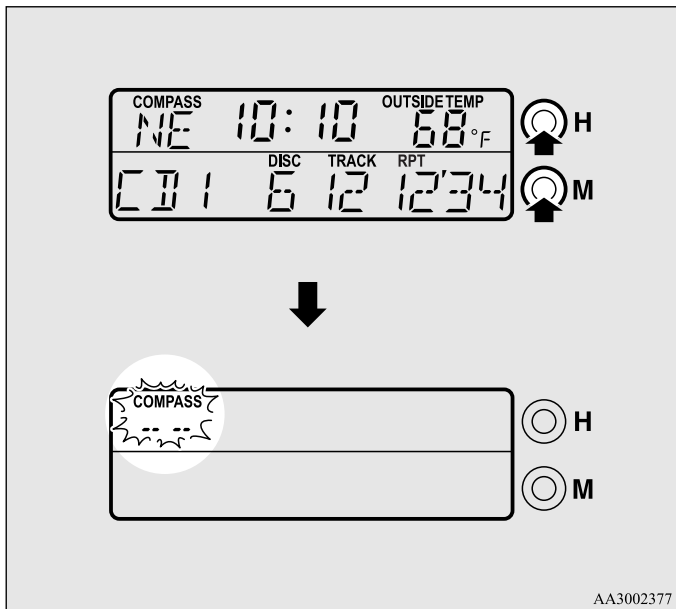 COMPASS OUTSIDE TEMP
NE 10:10 68°F H
DISC TRACK RPT
CD1 6 12 12'34 M
COMPASS
-- -- H
M
AA3002377